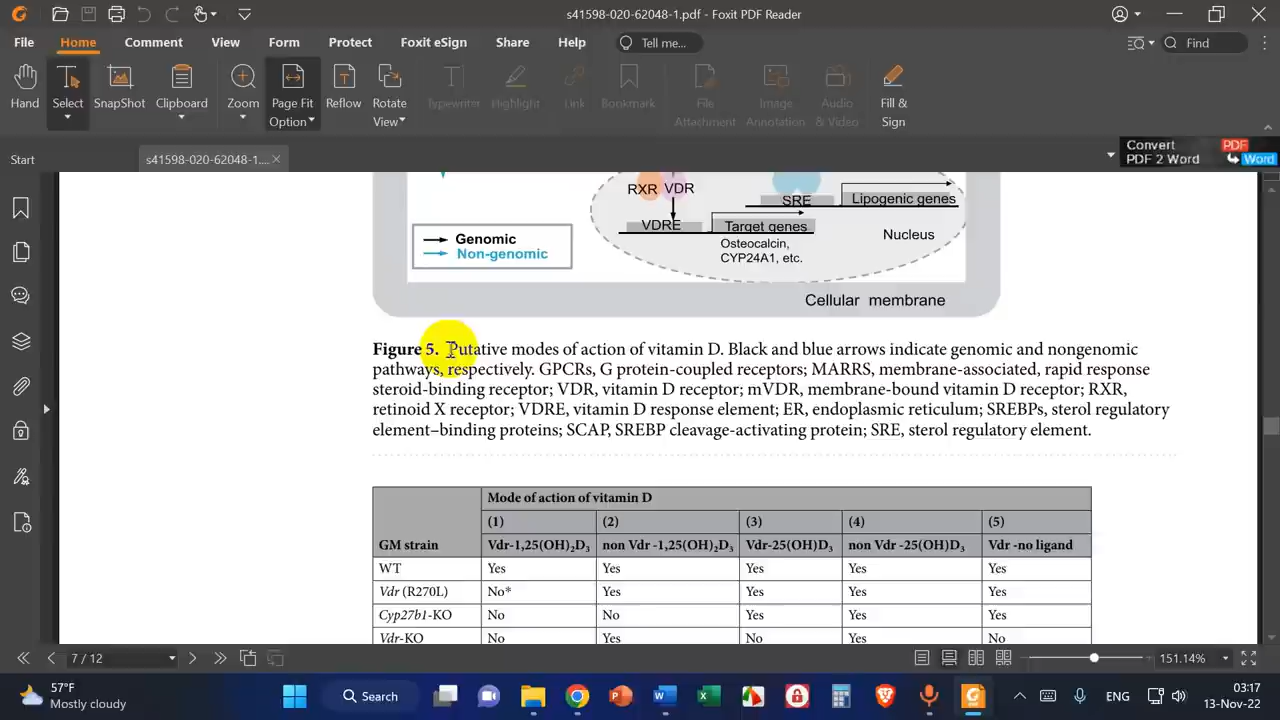 s41598-020-62048-1.pdf - Foxit PDF Reader
File Home Comment View Form Protect Foxit eSign Share Help Tell me... Find
Hand Select SnapShot Clipboard Zoom Page Fit Option Reflow Rotate View Typewriter Highlight Link Bookmark File Attachment Image Annotation Audio & Video Fill & Sign
Start s41598-020-62048-1....
Convert PDF
PDF 2 Word Word
RXR VDR
SRE Lipogenic genes
VDRE Target genes
Nucleus
Osteocalcin,
CYP24A1, etc.
Genomic
Non-genomic
Cellular membrane
Figure 5. Putative modes of action of vitamin D. Black and blue arrows indicate genomic and nongenomic
pathways, respectively. GPCRs, G protein-coupled receptors; MARRS, membrane-associated, rapid response
steroid-binding receptor; VDR, vitamin D receptor; mVDR, membrane-bound vitamin D receptor; RXR,
retinoid X receptor; VDRE, vitamin D response element; ER, endoplasmic reticulum; SREBPs, sterol regulatory
element–binding proteins; SCAP, SREBP cleavage-activating protein; SRE, sterol regulatory element.
Mode of action of vitamin D
(1) (2) (3) (4) (5)
GM strain Vdr-1,25(OH)₂D₃ non Vdr -1,25(OH)₂D₃ Vdr-25(OH)D₃ non Vdr -25(OH)D₃ Vdr -no ligand
WT Yes Yes Yes Yes Yes
Vdr (R270L) No* Yes Yes Yes Yes
Cyp27b1-KO No No Yes Yes Yes
Vdr-KO No Yes No Yes No
7 / 12 151.14%
57°F
Mostly cloudy
Search
ENG
03:17
13-Nov-22